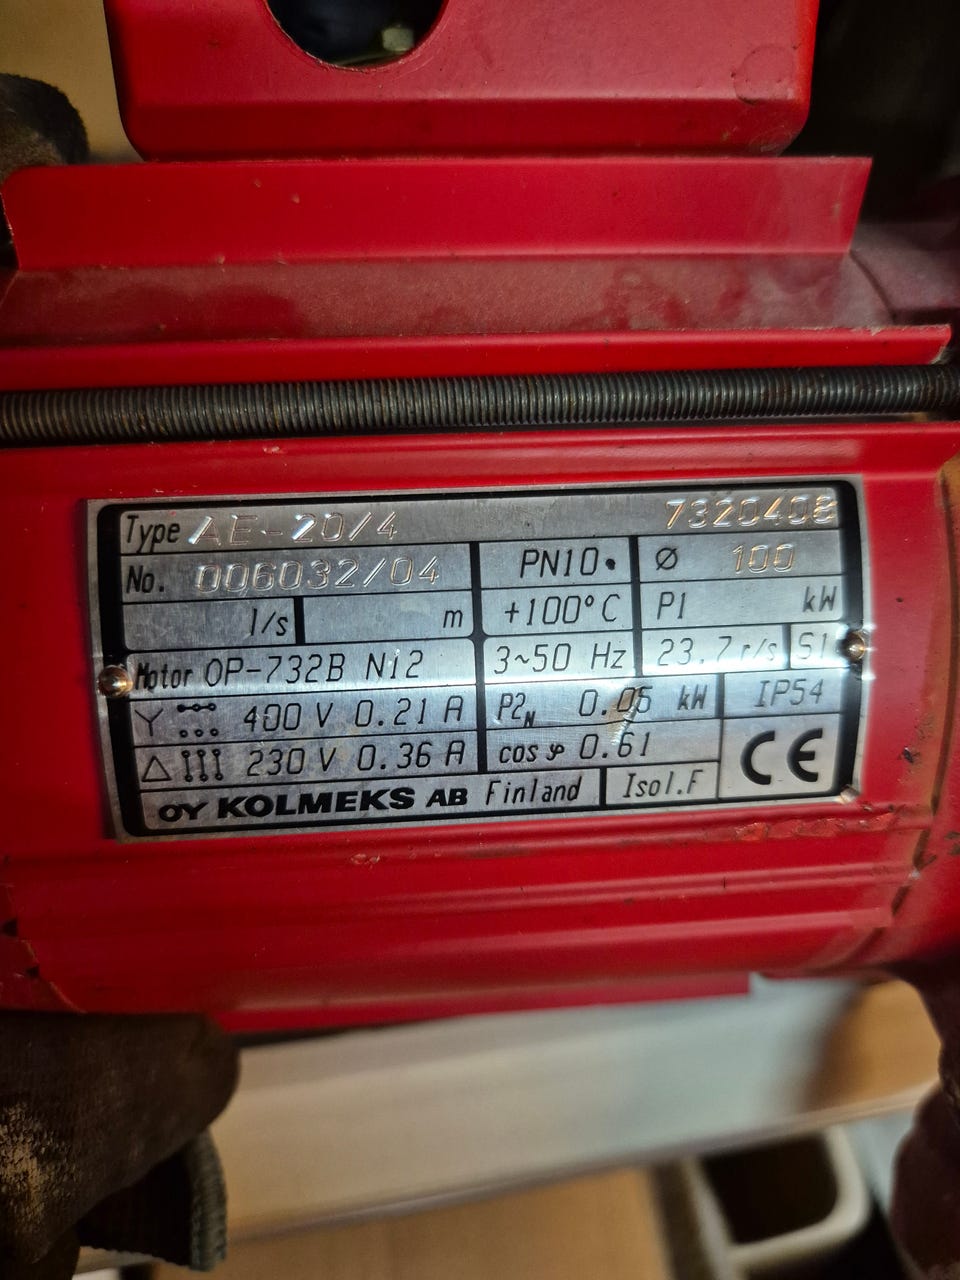 Type AE-20/4 7320408
No. 006032/04 PN10 ø 100
l/s m +100°C P1 kW
Motor OP-732B Ni2 3~50 Hz 23.7 r/s S1
Y 400 V 0.21 A P2N 0.05 kW IP54
△ 230 V 0.36 A cos φ 0.61 CE
OY KOLMEKS AB Finland Isol.F